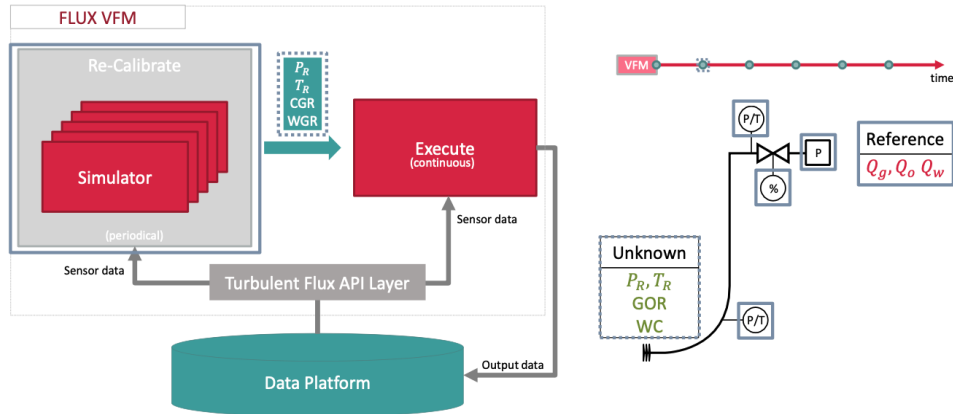 FLUX VFM
Re-Calibrate
Simulator
(periodical)
P_R
T_R
CGR
WGR
Execute
(continuous)
Sensor data
Sensor data
Turbulent Flux API Layer
Output data
Data Platform
VFM
time
P/T
P
%
Reference
Q_g, Q_o Q_w
Unknown
P_R, T_R
GOR
WC
P/T